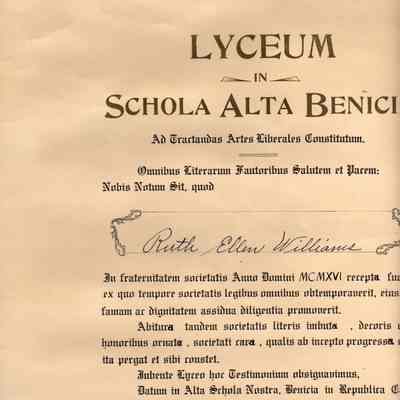 LYCEUM
IN
SCHOLA ALTA BENICI
Ad Tractandas Artes Liberales Constitutum.
Omnibus Literarum Fautoribus Salutem et Pacem:
Nobis Notum Sit, quod
Ruth Ellen Williams
In fraternitatem societatis Anno Domini MCMXVI recepta fu
ex quo tempore societatis legibus omnibus obtemporaverit, eius
famam ac dignitatem assidua diligentia promoverit.
Abitura tandem societatis literis imbuta , decoris
honoribus ornata , societati cara , qualis ab incepto progressa
ita pergat et sibi constet.
Iubente Lyceo hoc Testimonium obsignavimus,
Datum in Alta Schola Nostra, Benicia in Republica C